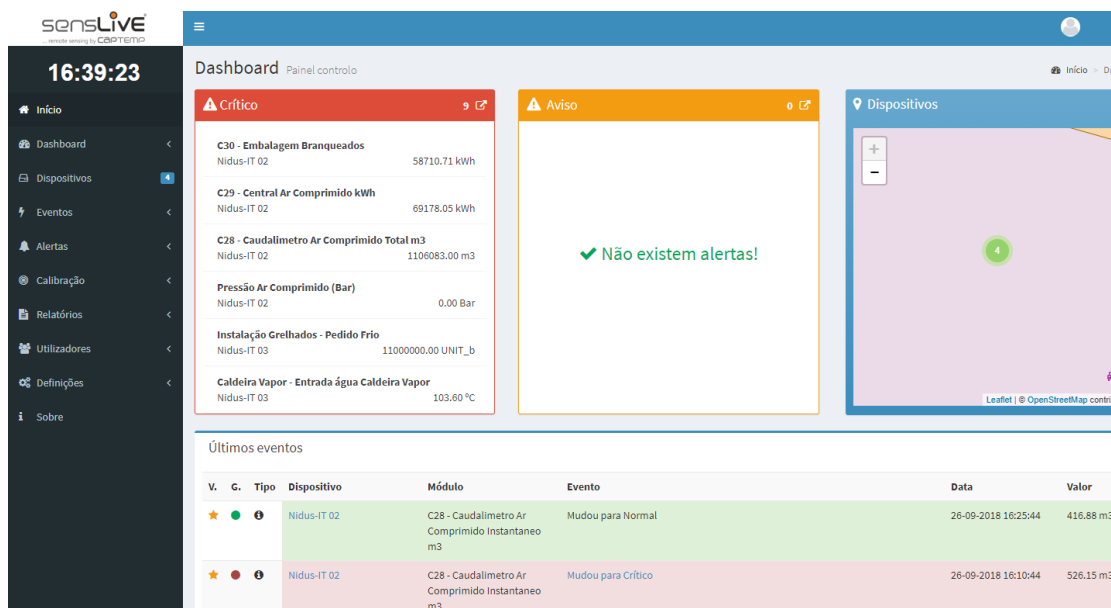 sensLiVE
... remote sensing by CAPTEMP
16:39:23
Início
Dashboard
Dispositivos 4
Eventos
Alertas
Calibração
Relatórios
Utilizadores
Definições
Sobre
Dashboard Painel controlo
Início > Da
Crítico 9
C30 - Embalagem Branqueados
Nidus-IT 02 58710.71 kWh
C29 - Central Ar Comprimido kWh
Nidus-IT 02 69178.05 kWh
C28 - Caudalimetro Ar Comprimido Total m3
Nidus-IT 02 1106083.00 m3
Pressão Ar Comprimido (Bar)
Nidus-IT 02 0.00 Bar
Instalação Grelhados - Pedido Frio
Nidus-IT 03 11000000.00 UNIT_b
Caldeira Vapor - Entrada água Caldeira Vapor
Nidus-IT 03 103.60 ºC
Aviso 0
Não existem alertas!
Dispositivos
+
-
4
Leaflet | © OpenStreetMap contri
Últimos eventos
V. G. Tipo Dispositivo Módulo Evento Data Valor
Nidus-IT 02 C28 - Caudalimetro Ar Mudou para Normal 26-09-2018 16:25:44 416.88 m3
Comprimido Instantaneo
m3
Nidus-IT 02 C28 - Caudalimetro Ar Mudou para Crítico 26-09-2018 16:10:44 526.15 m3
Comprimido Instantaneo
m3